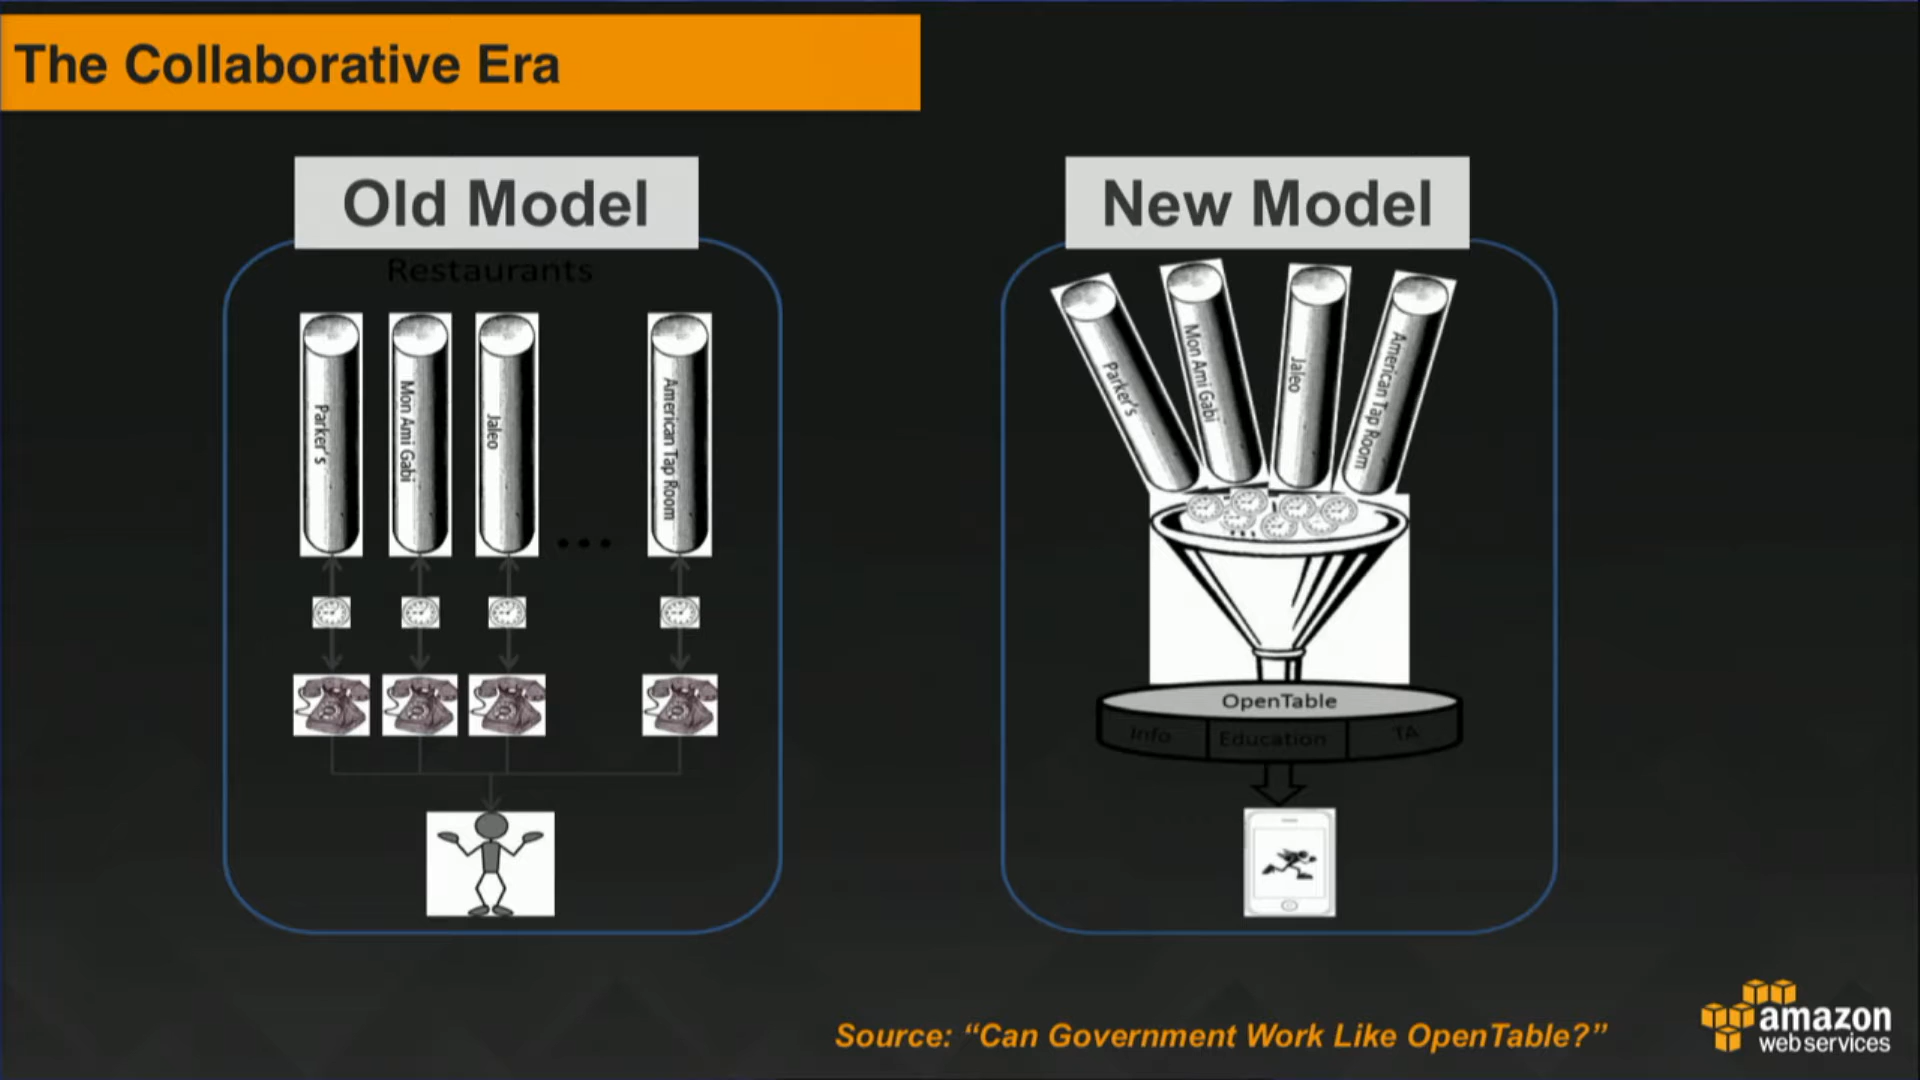 The Collaborative Era
Old Model
Restaurants
Parker's
Mon Ami Gabi
Jaleo
...
American Tap Room
New Model
Parker's
Mon Ami Gabi
Jaleo
American Tap Room
...
OpenTable
Info
Education
TA
Source: “Can Government Work Like OpenTable?”
amazon
web services